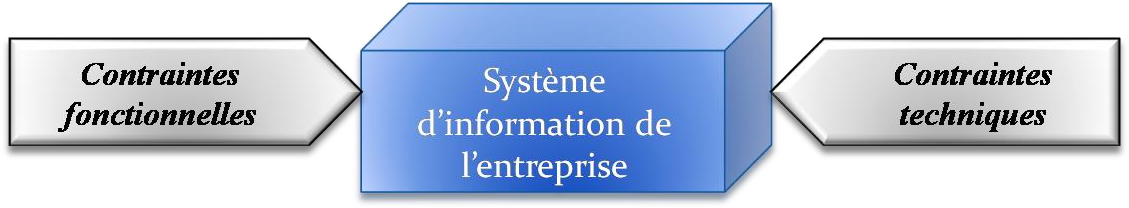 Contraintes
fonctionnelles
Système
d’information de
l’entreprise
Contraintes
techniques